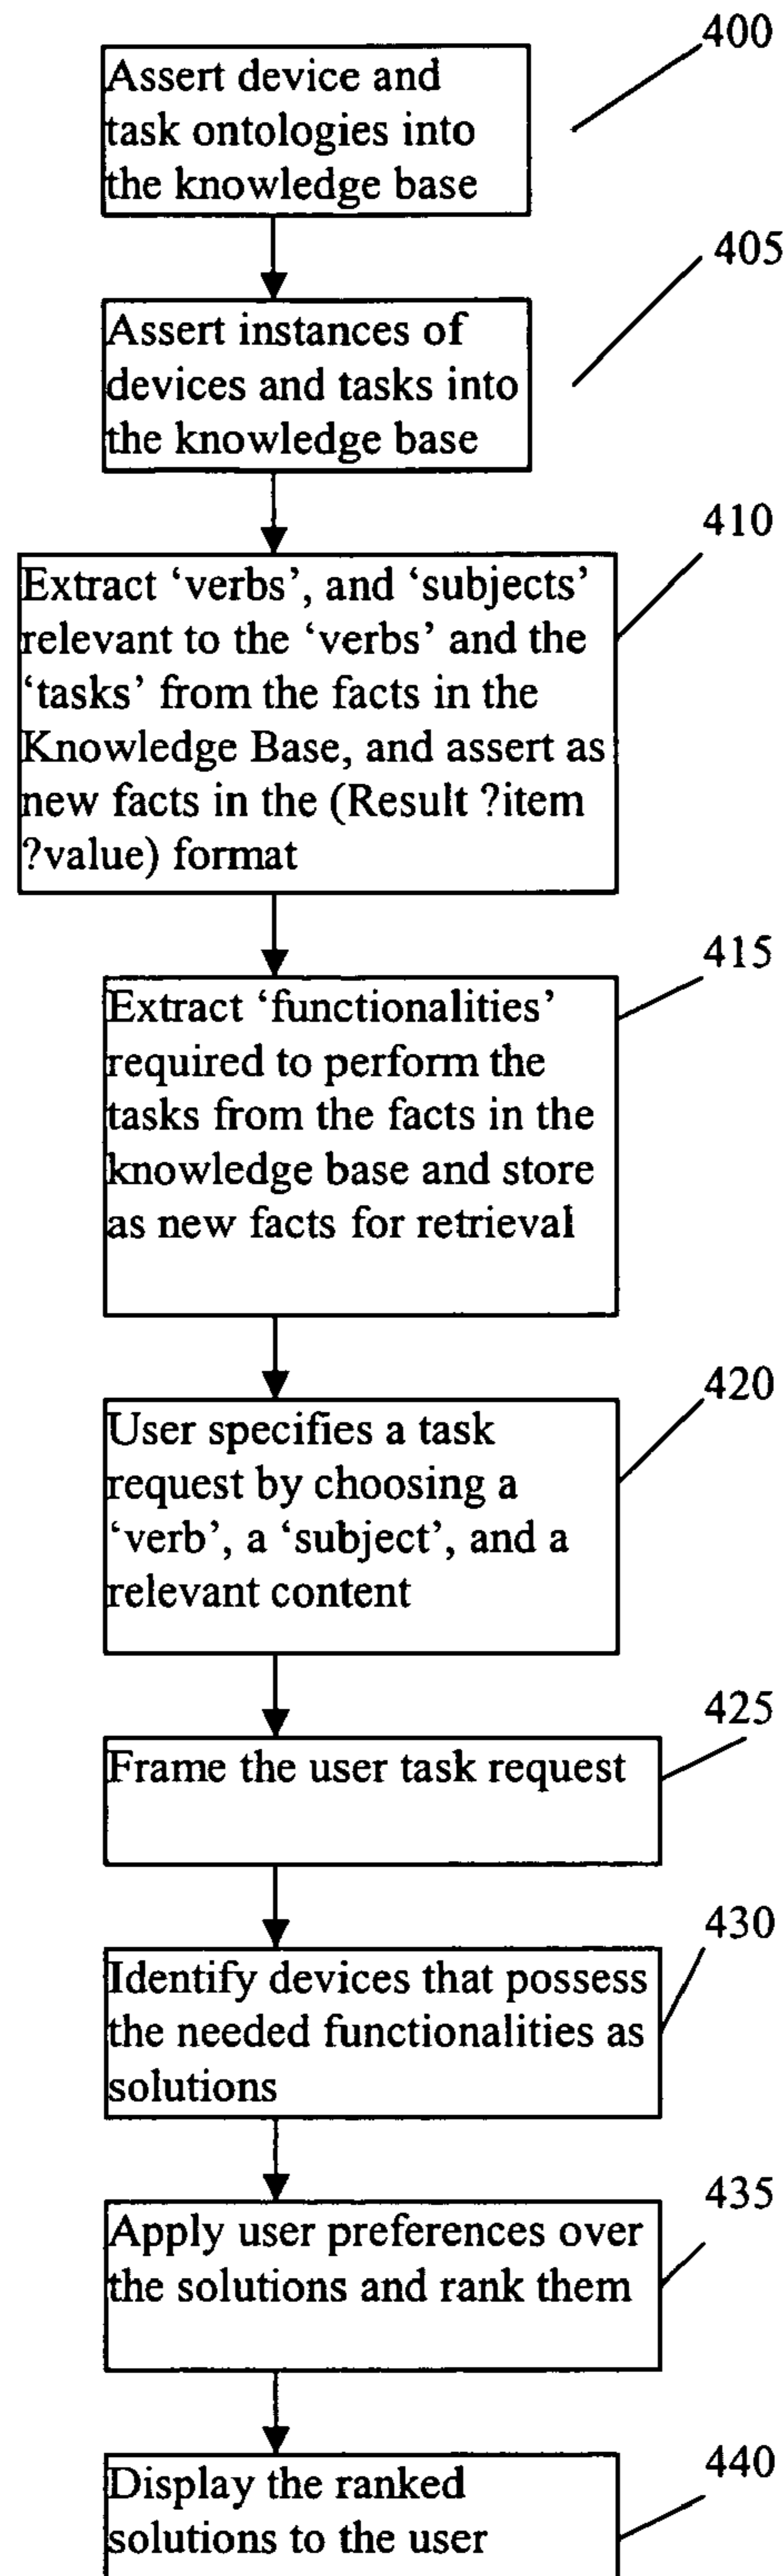 400
Assert device and
task ontologies into
the knowledge base
405
Assert instances of
devices and tasks into
the knowledge base
410
Extract ‘verbs’, and ‘subjects’
relevant to the ‘verbs’ and the
‘tasks’ from the facts in the
Knowledge Base, and assert as
new facts in the (Result ?item
?value) format
415
Extract ‘functionalities’
required to perform the
tasks from the facts in the
knowledge base and store
as new facts for retrieval
420
User specifies a task
request by choosing a
‘verb’, a ‘subject’, and a
relevant content
425
Frame the user task request
430
Identify devices that possess
the needed functionalities as
solutions
435
Apply user preferences over
the solutions and rank them
440
Display the ranked
solutions to the user